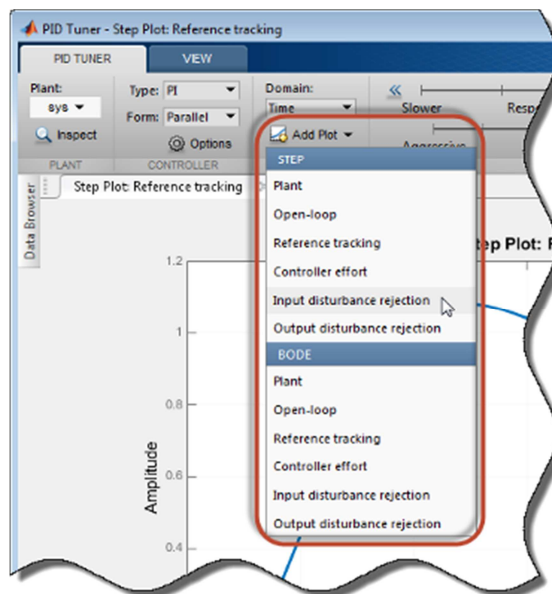 PID Tuner - Step Plot: Reference tracking
PID TUNER VIEW
Plant: Type: PI Domain:
sys Form: Parallel Time Slower
Inspect Options Add Plot
PLANT CONTROLLER
Step Plot: Reference tracking
Data Browser
STEP
Plant
Open-loop
Reference tracking
Controller effort
Input disturbance rejection
Output disturbance rejection
BODE
Plant
Open-loop
Reference tracking
Controller effort
Input disturbance rejection
Output disturbance rejection
1.2
1
0.8
0.6
0.4
Amplitude